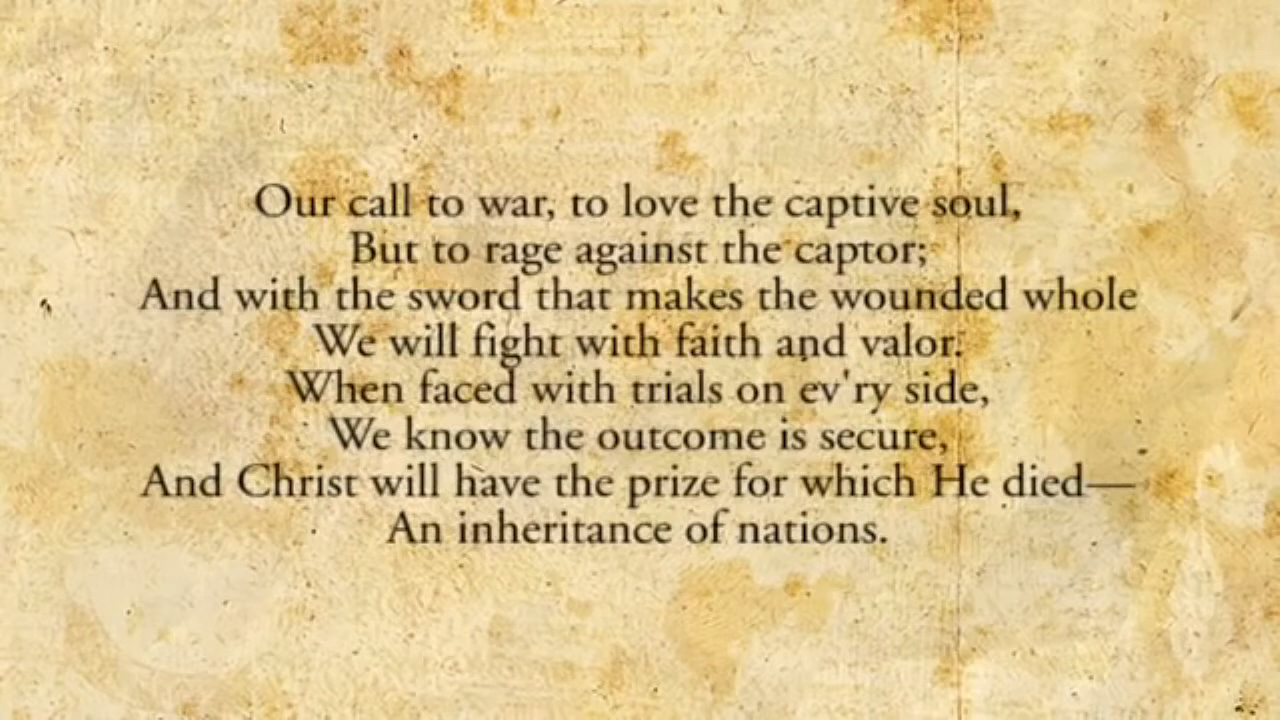 Our call to war, to love the captive soul,
But to rage against the captor;
And with the sword that makes the wounded whole
We will fight with faith and valor.
When faced with trials on ev'ry side,
We know the outcome is secure,
And Christ will have the prize for which He died—
An inheritance of nations.